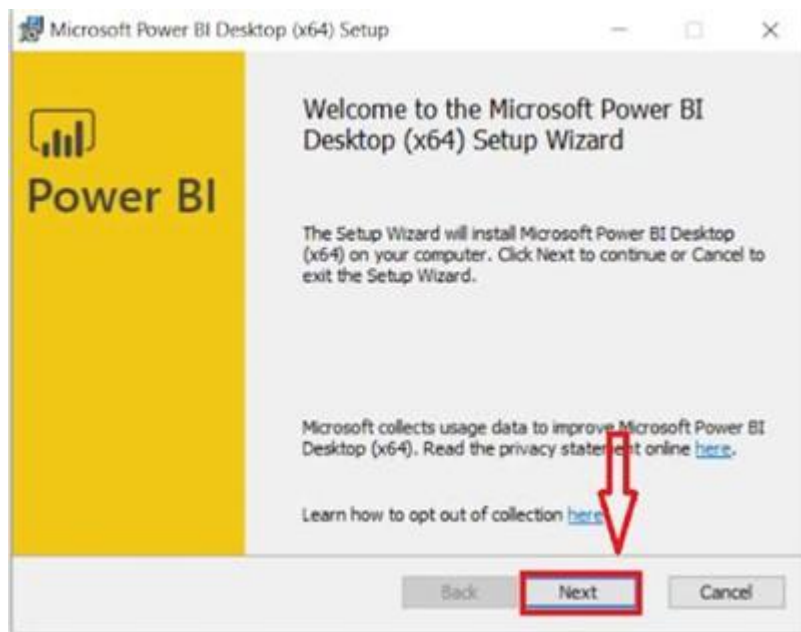 Microsoft Power BI Desktop (x64) Setup
Power BI
Welcome to the Microsoft Power BI
Desktop (x64) Setup Wizard
The Setup Wizard will install Microsoft Power BI Desktop
(x64) on your computer. Click Next to continue or Cancel to
exit the Setup Wizard.
Microsoft collects usage data to improve Microsoft Power BI
Desktop (x64). Read the privacy statement online here.
Learn how to opt out of collection here
Back Next Cancel